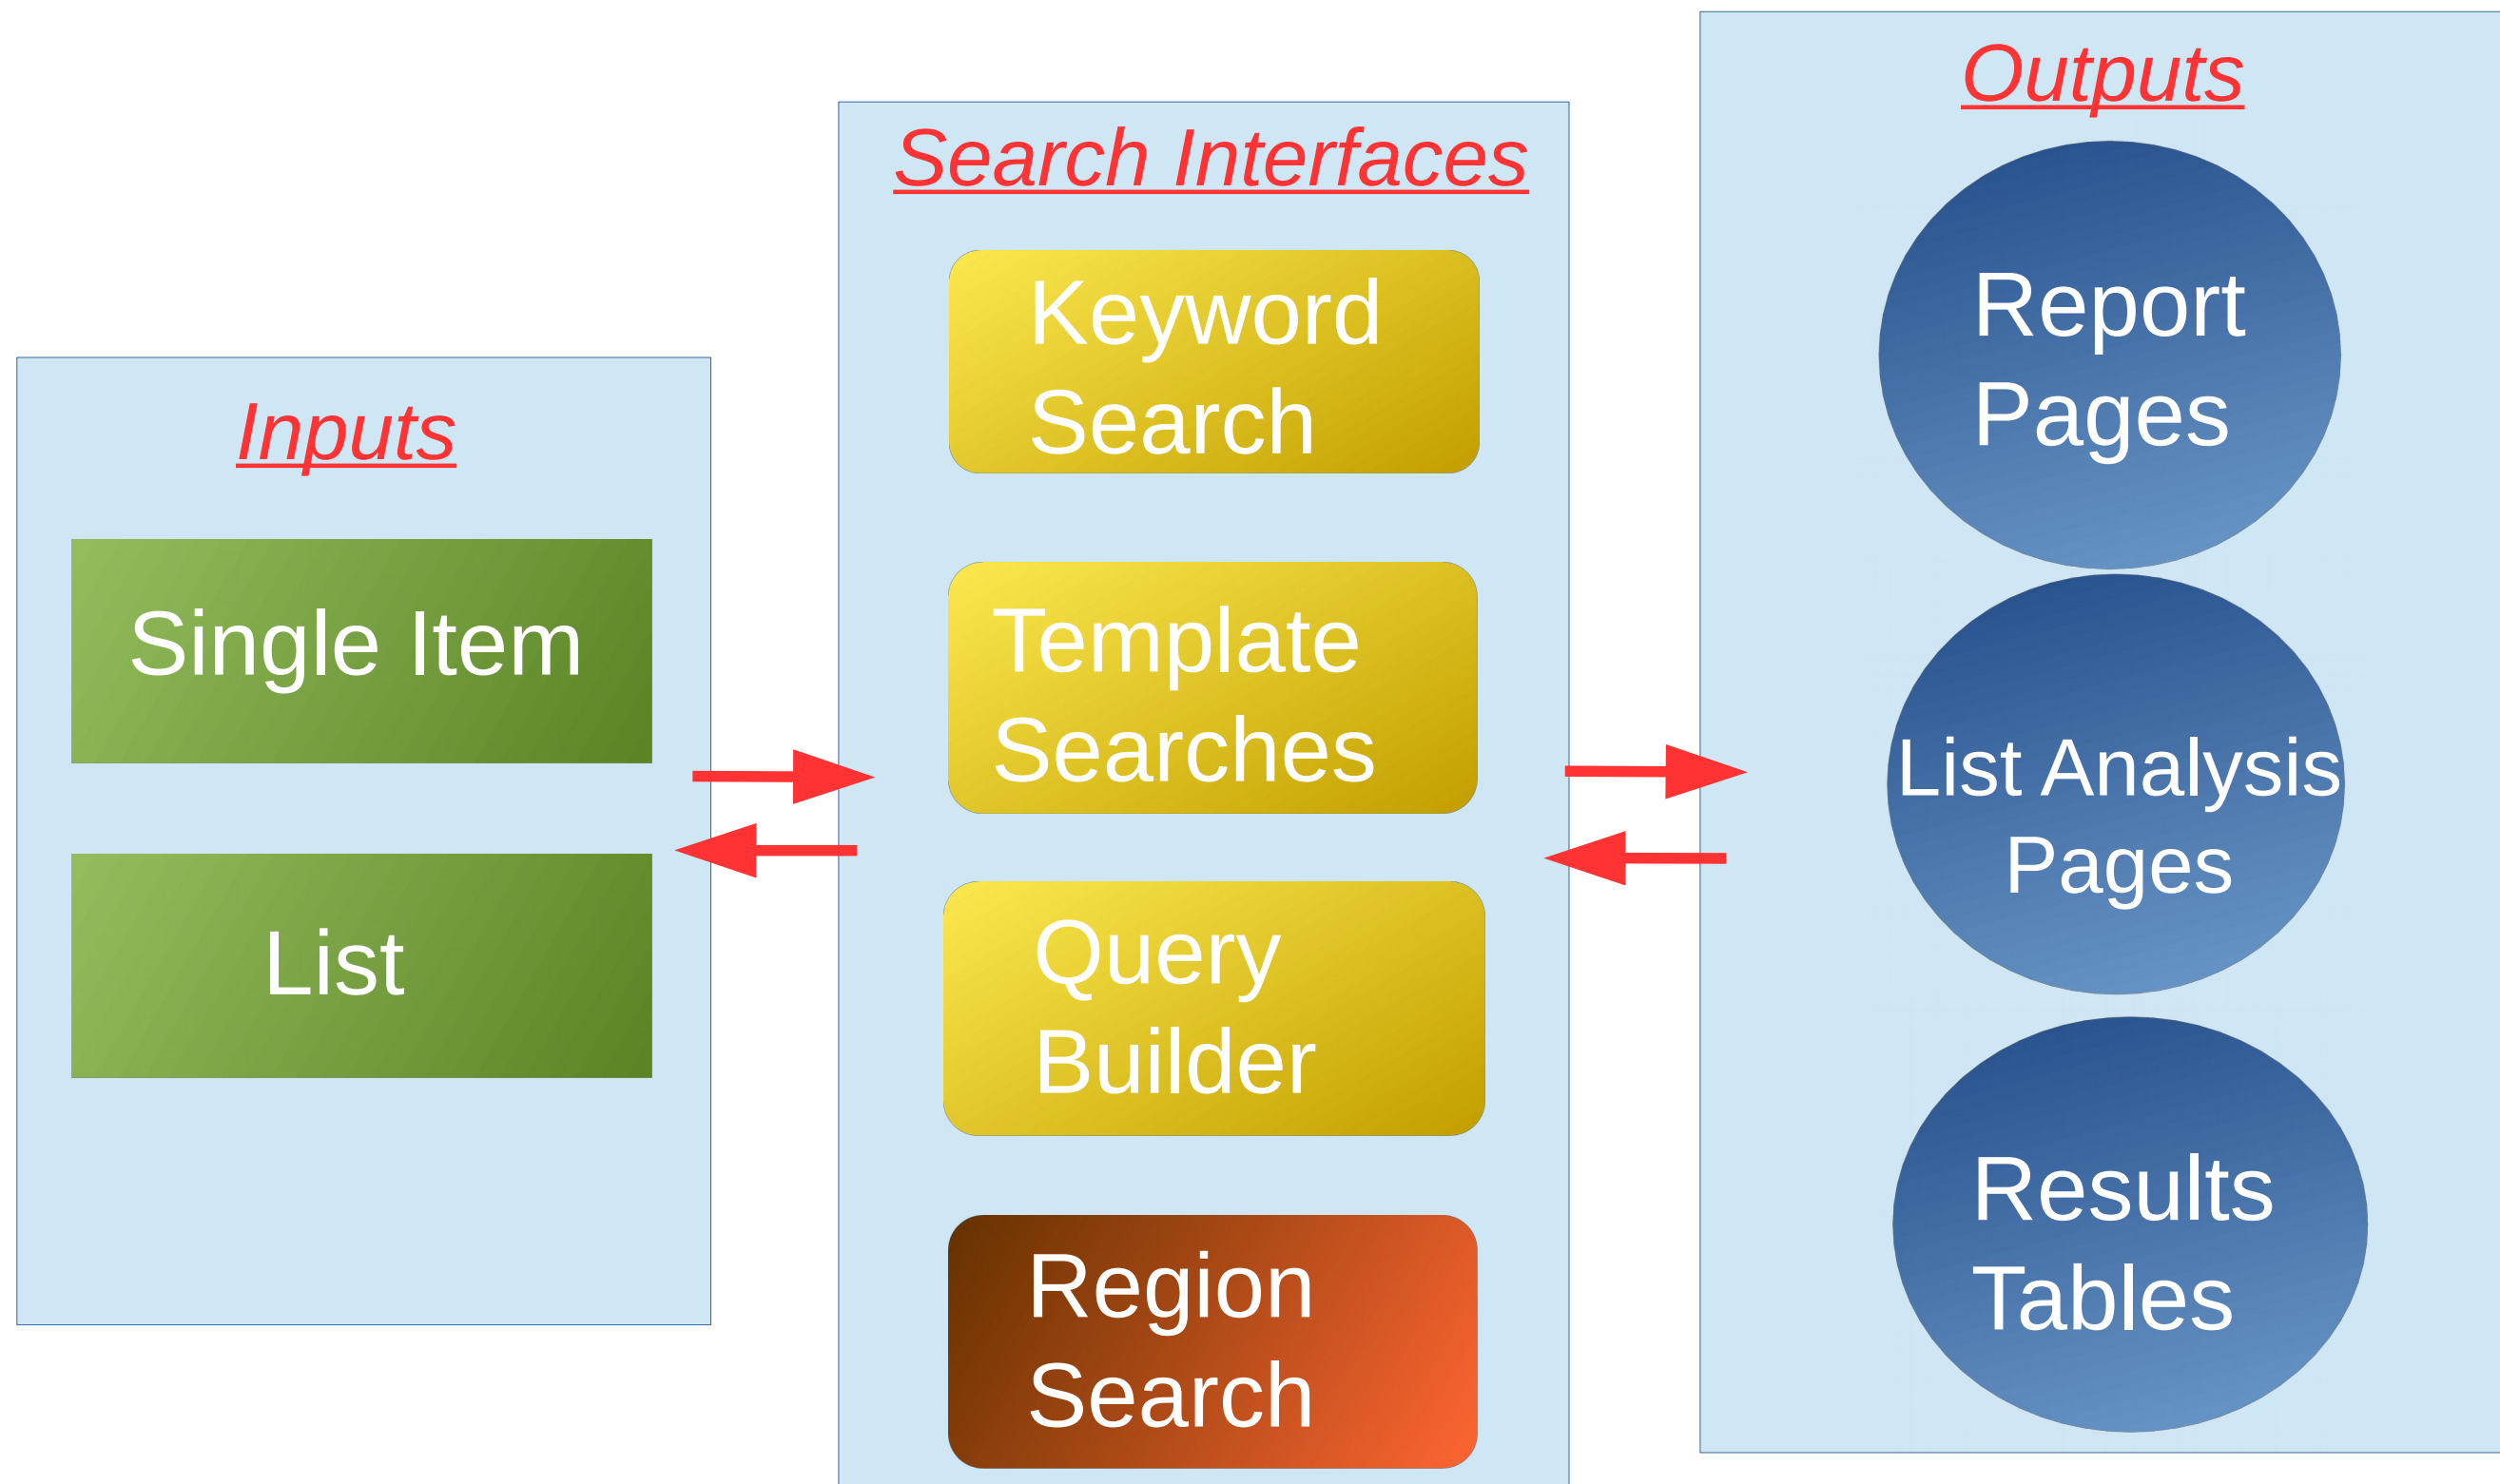 Inputs
Single Item
List
Search Interfaces
Keyword
Search
Template
Searches
Query
Builder
Region
Search
Outputs
Report
Pages
List Analysis
Pages
Results
Tables